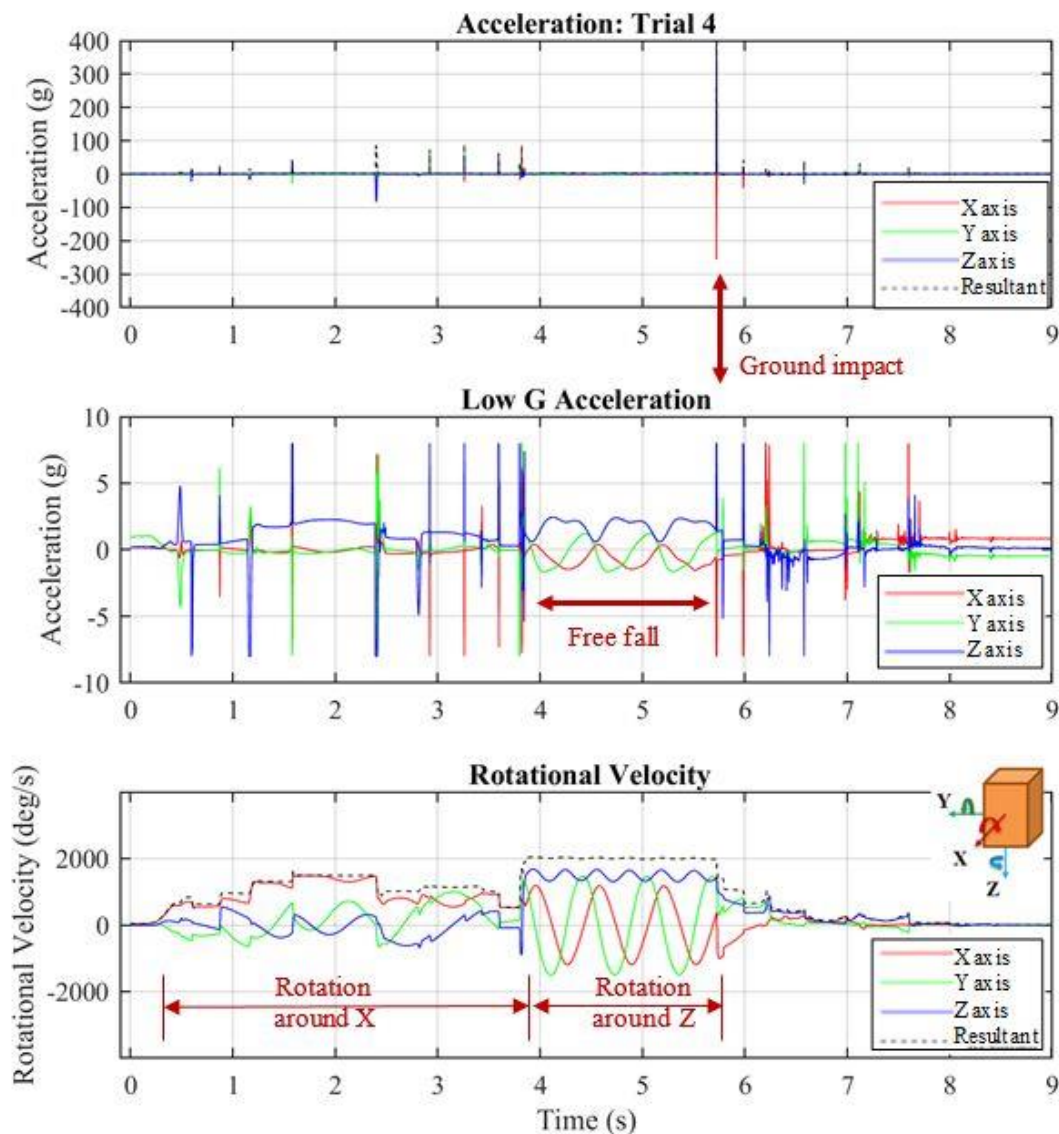 Acceleration: Trial 4
Acceleration (g)
400
300
200
100
0
-100
-200
-300
-400
X axis
Y axis
Z axis
Resultant
0 1 2 3 4 5 6 7 8 9
Ground impact
Low G Acceleration
Acceleration (g)
10
5
0
-5
-10
Free fall
X axis
Y axis
Z axis
0 1 2 3 4 5 6 7 8 9
Rotational Velocity
Rotational Velocity (deg/s)
2000
0
-2000
Y
X
Z
Rotation
around X
Rotation
around Z
X axis
Y axis
Z axis
Resultant
0 1 2 3 4 5 6 7 8 9
Time (s)